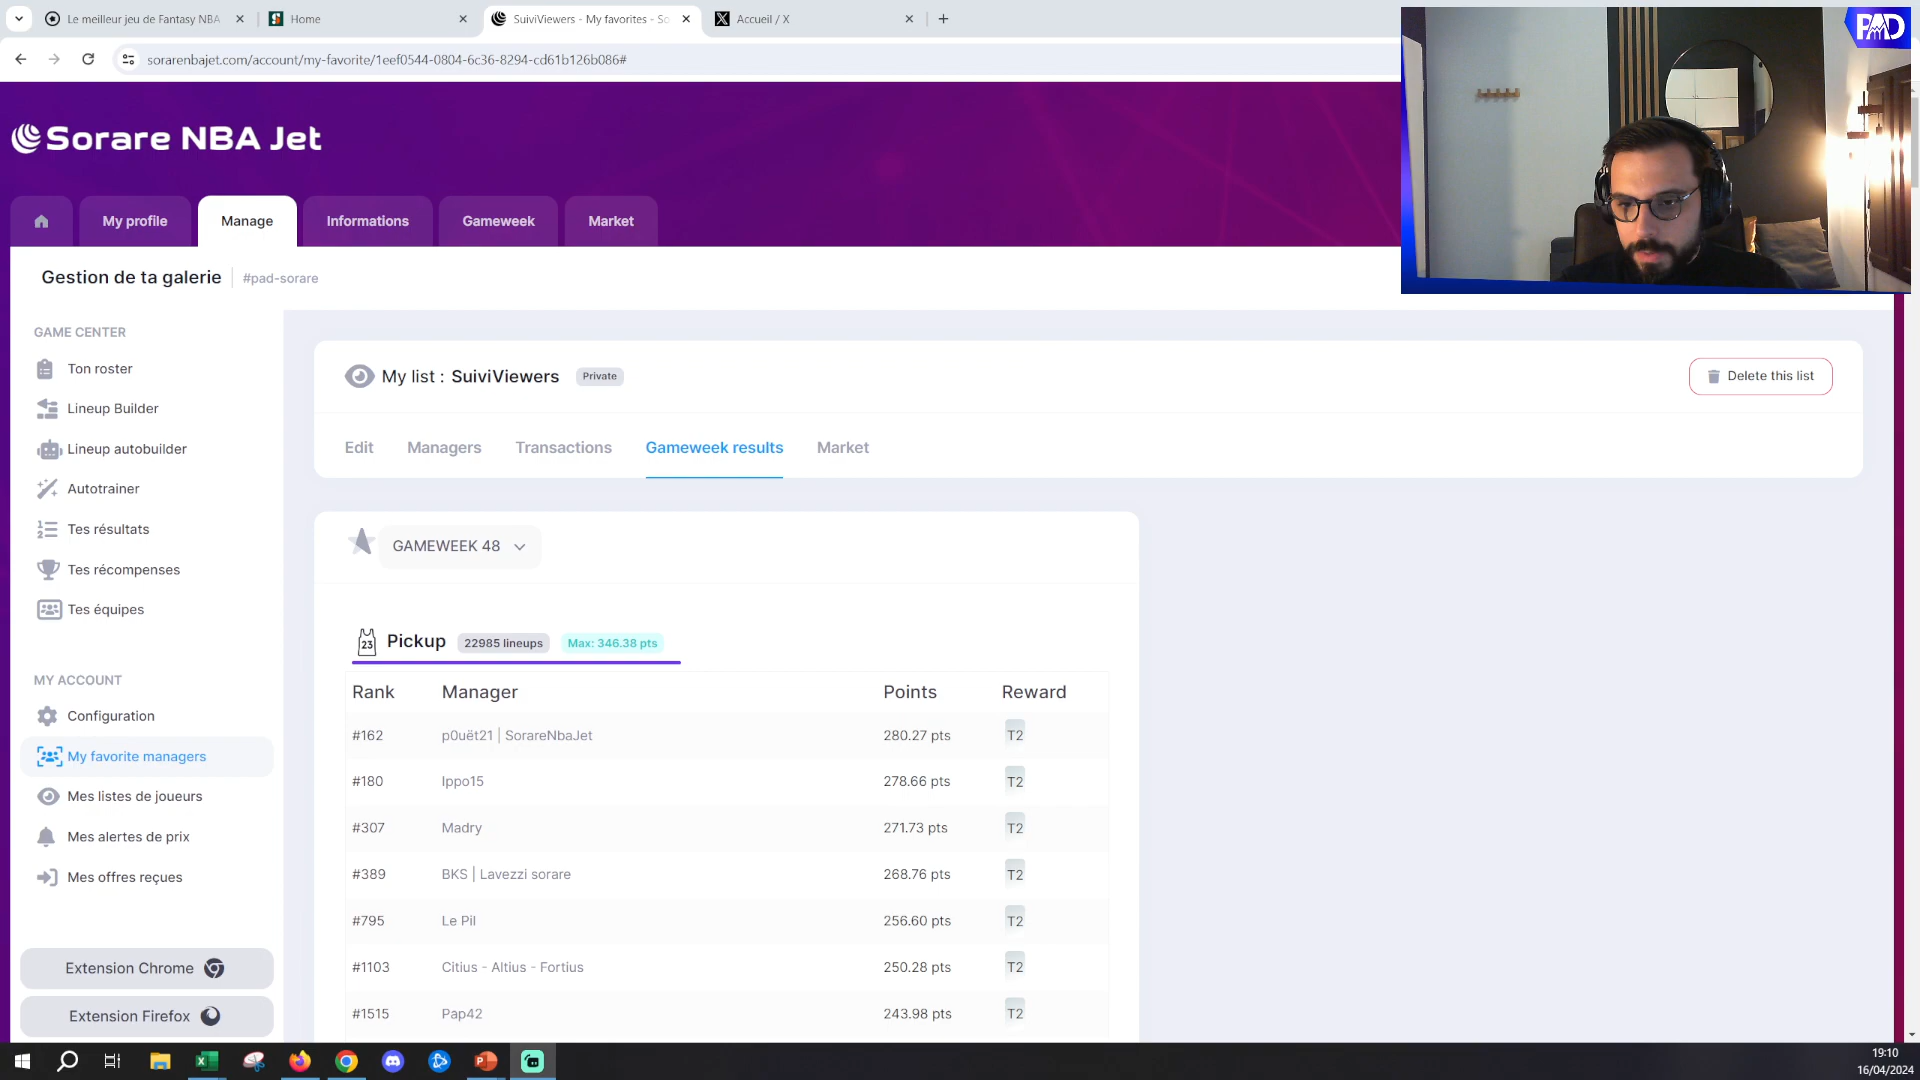 Le meilleur jeu de Fantasy NBA
Home
SuiviViewers - My favorites - So
Accueil / X
sorarenbajet.com/account/my-favorite/1eef0544-0804-6c36-8294-cd61b126b086#
PAD
Sorare NBA Jet
My profile
Manage
Informations
Gameweek
Market
Gestion de ta galerie
#pad-sorare
GAME CENTER
Ton roster
Lineup Builder
Lineup autobuilder
Autotrainer
Tes résultats
Tes récompenses
Tes équipes
MY ACCOUNT
Configuration
My favorite managers
Mes listes de joueurs
Mes alertes de prix
Mes offres reçues
Extension Chrome
Extension Firefox
My list : SuiviViewers Private
Delete this list
Edit Managers Transactions Gameweek results Market
GAMEWEEK 48
23 Pickup 22985 lineups Max: 346.38 pts
Rank Manager Points Reward
#162 p0uët21 | SorareNbaJet 280.27 pts T2
#180 Ippo15 278.66 pts T2
#307 Madry 271.73 pts T2
#389 BKS | Lavezzi sorare 268.76 pts T2
#795 Le Pil 256.60 pts T2
#1103 Citius - Altius - Fortius 250.28 pts T2
#1515 Pap42 243.98 pts T2
19:10
16/04/2024